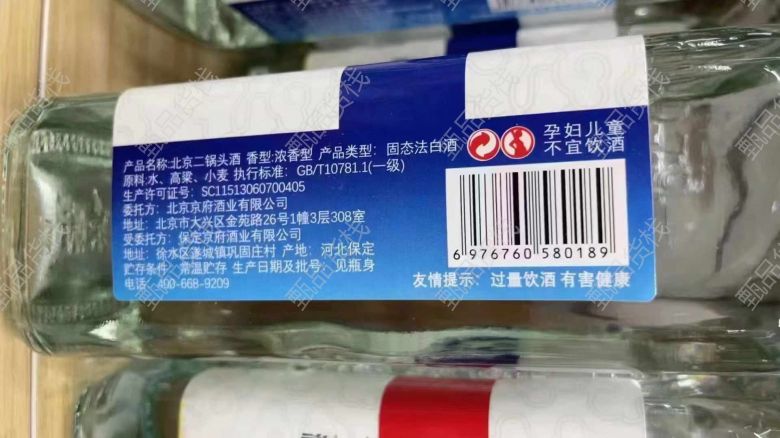 产品名称:北京二锅头酒 香型:浓香型 产品类型： 固态法白酒
原料:水、高粱、小麦 执行标准：GB/T10781.1(一级)
生产许可证号：SC11513060700405
委托方：北京京府酒业有限公司
地址：北京市大兴区金苑路26号1幢3层308室
受委托方：保定京府酒业有限公司
地址：徐水区遂城镇巩固庄村 产地：河北保定
贮存条件：常温贮存 生产日期及批号：见瓶身
电话：400-668-9209
孕妇儿童
不宜饮酒
6 976760 580189
友情提示：过量饮酒 有害健康
甄品货栈